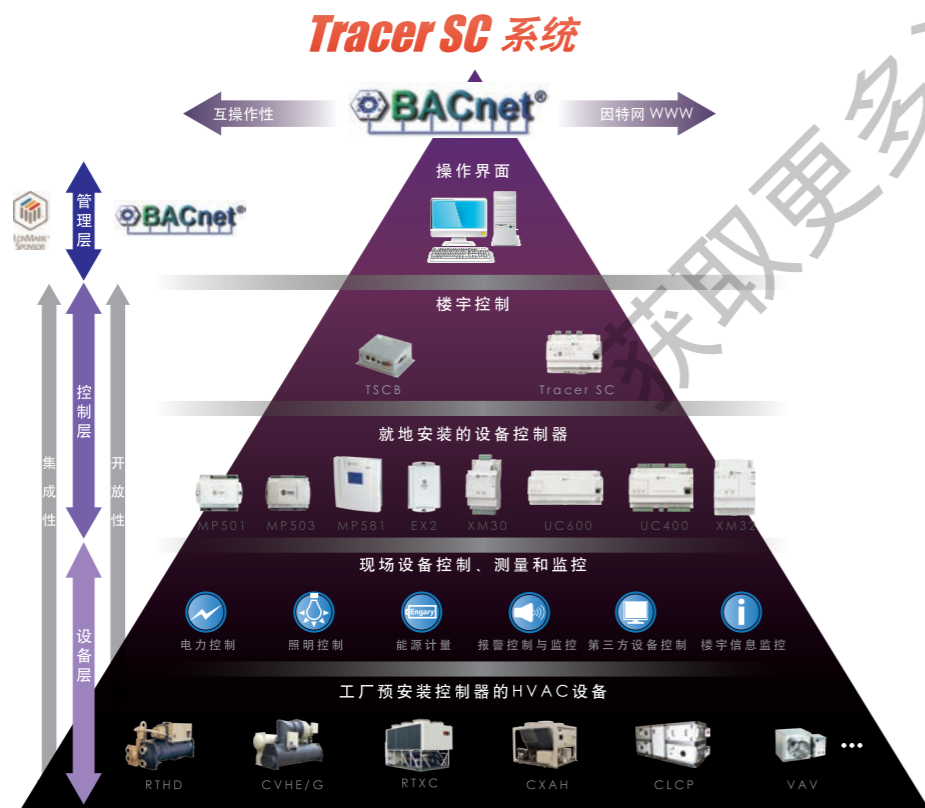 Tracer SC 系统
互操作性
BACnet®
因特网 WWW
操作界面
管理层
LONMARK®
SPONSOR
BACnet®
楼宇控制
TSCB
Tracer SC
控制层
就地安装的设备控制器
集成性
开放性
MP501
MP503
MP581
EX2
XM30
UC600
UC400
XM32
现场设备控制、测量和监控
Engary
电力控制
照明控制
能源计量
报警控制与监控
第三方设备控制
楼宇信息监控
设备层
工厂预安装控制器的HVAC设备
RTHD
CVHE/G
RTXC
CXAH
CLCP
VAV
...
获取更多